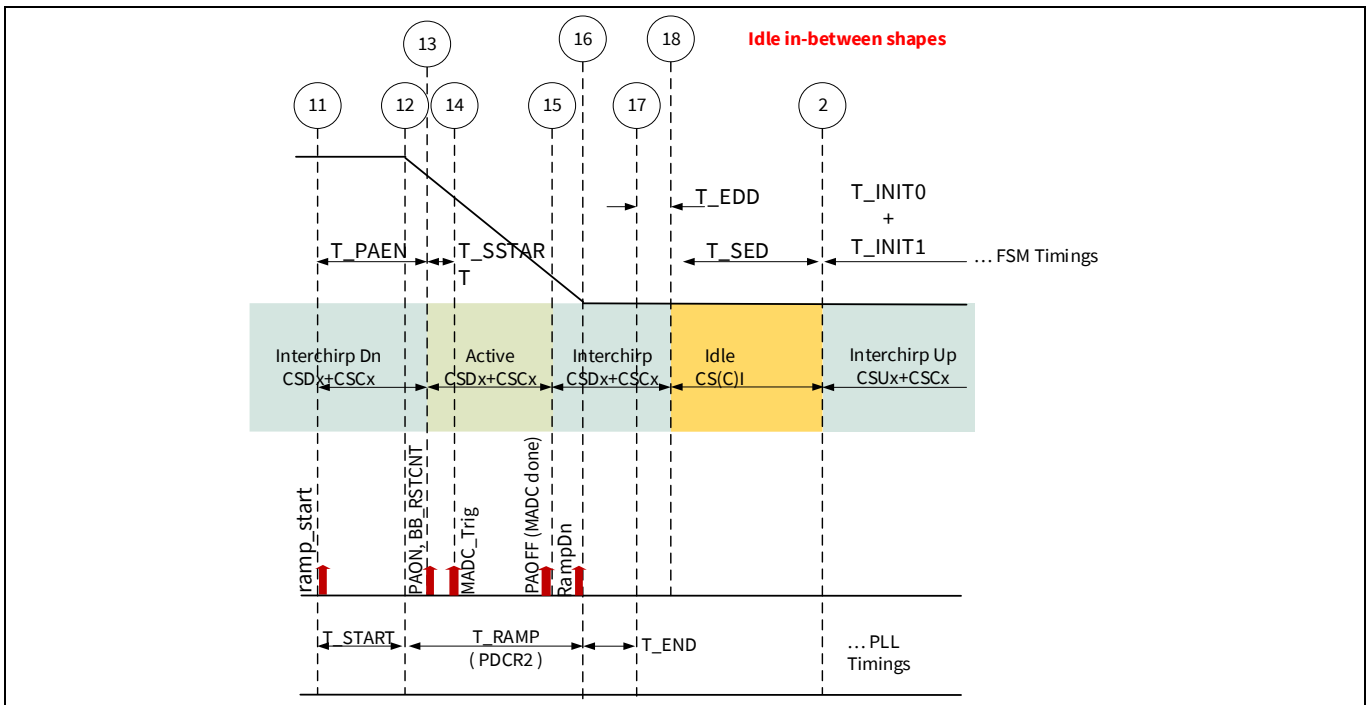 Idle in-between shapes
16
18
13
11
12
14
15
17
2
T_EDD
T_INIT0
+
T_INIT1
T_PAEN
T_SSTAR
T
T_SED
... FSM Timings
Interchirp Dn
CSDx+CSCx
Active
CSDx+CSCx
Interchirp
CSDx+CSCx
Idle
CS(C)I
Interchirp Up
CSUx+CSCx
ramp_start
PAON, BB_RSTCNT
MADC_Trig
PAOFF (MADC done)
RampDn
T_START
T_RAMP
( PDCR2 )
T_END
... PLL
Timings